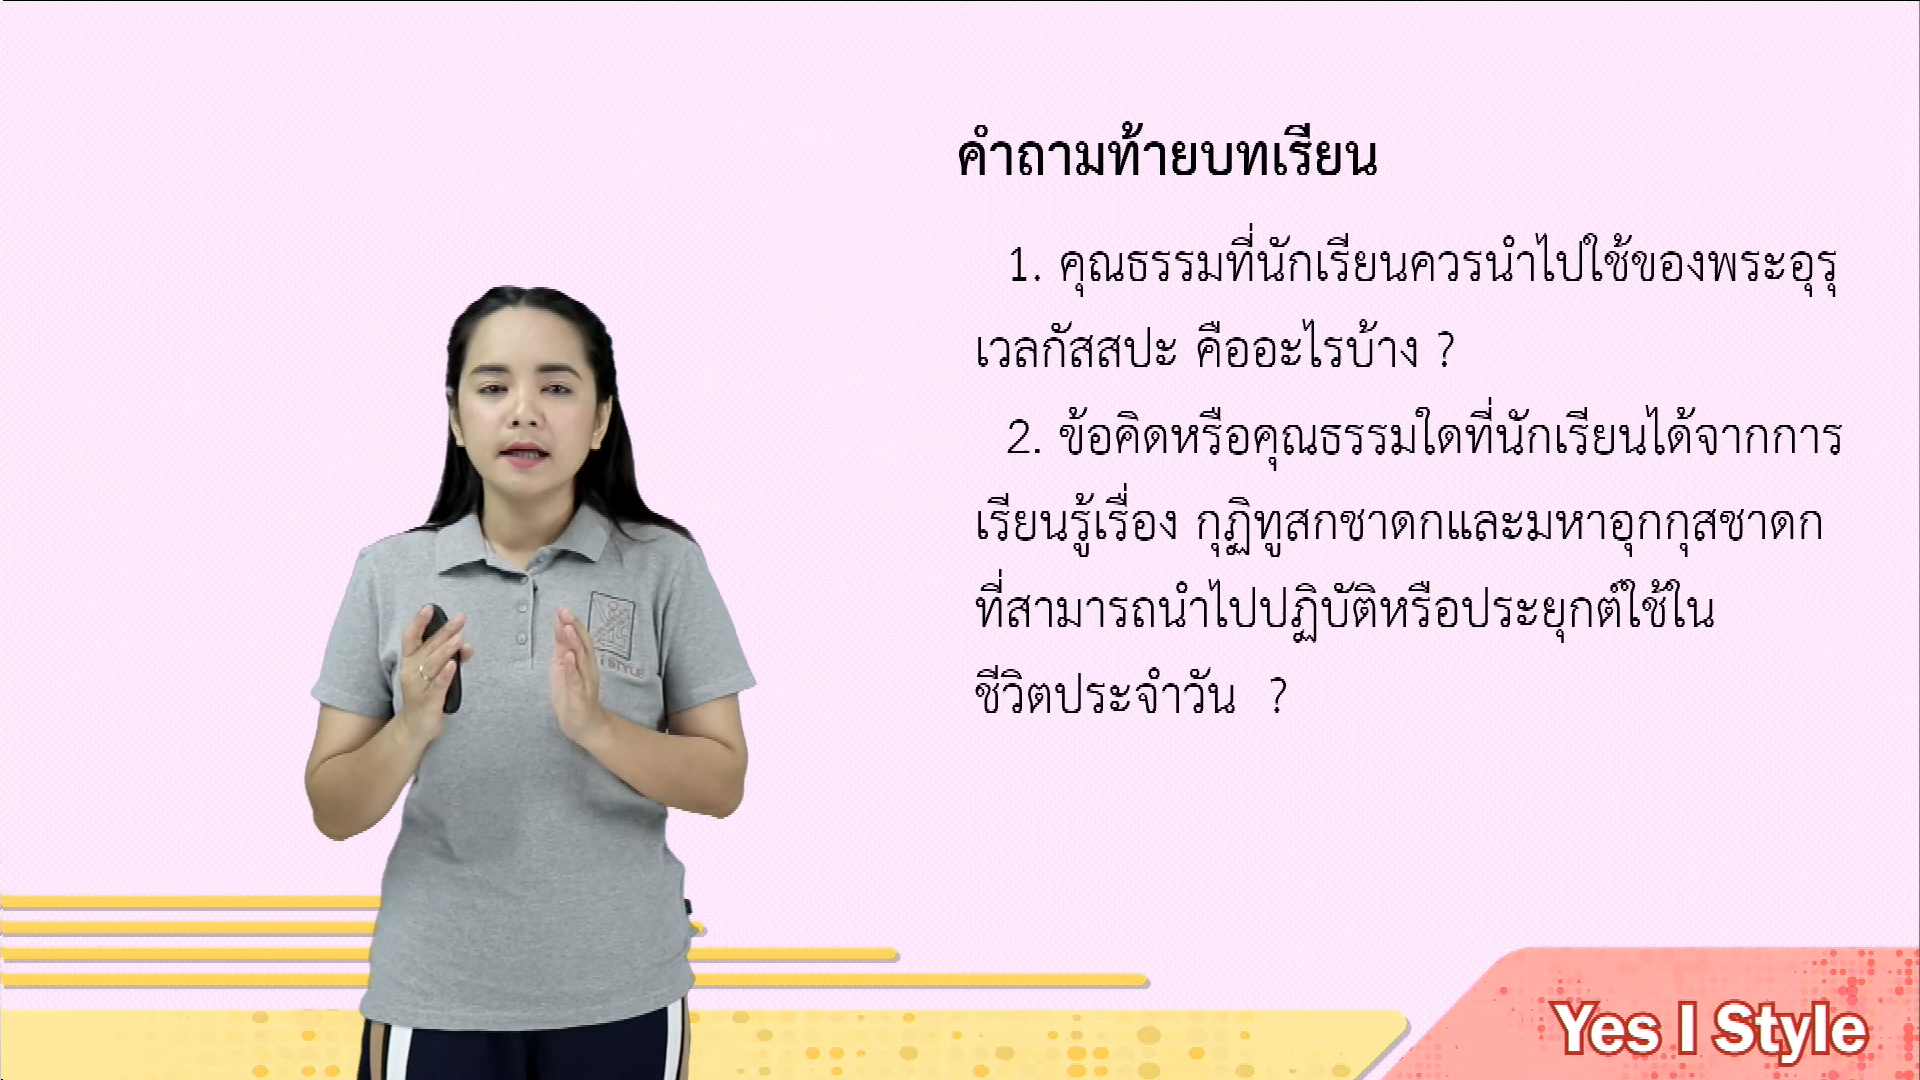 คำถามท้ายบทเรียน
1. คุณธรรมที่นักเรียนควรนำไปใช้ของพระอุรุ
เวลกัสสปะ คืออะไรบ้าง ?
2. ข้อคิดหรือคุณธรรมใดที่นักเรียนได้จากการ
เรียนรู้เรื่อง กุฏิทูสกชาดกและมหาอุกกุสชาดก
ที่สามารถนำไปปฏิบัติหรือประยุกต์ใช้ใน
ชีวิตประจำวัน ?
I STYLE
Yes I Style